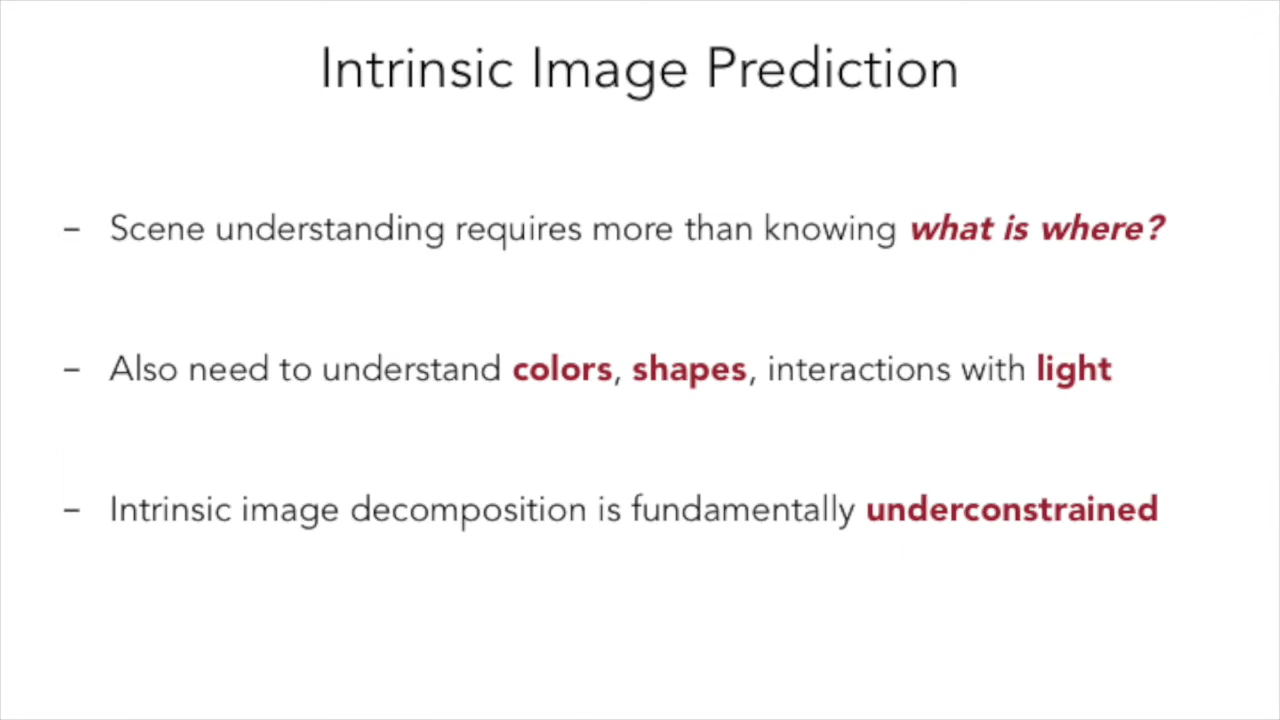 Intrinsic Image Prediction
– Scene understanding requires more than knowing what is where?
– Also need to understand colors, shapes, interactions with light
– Intrinsic image decomposition is fundamentally underconstrained